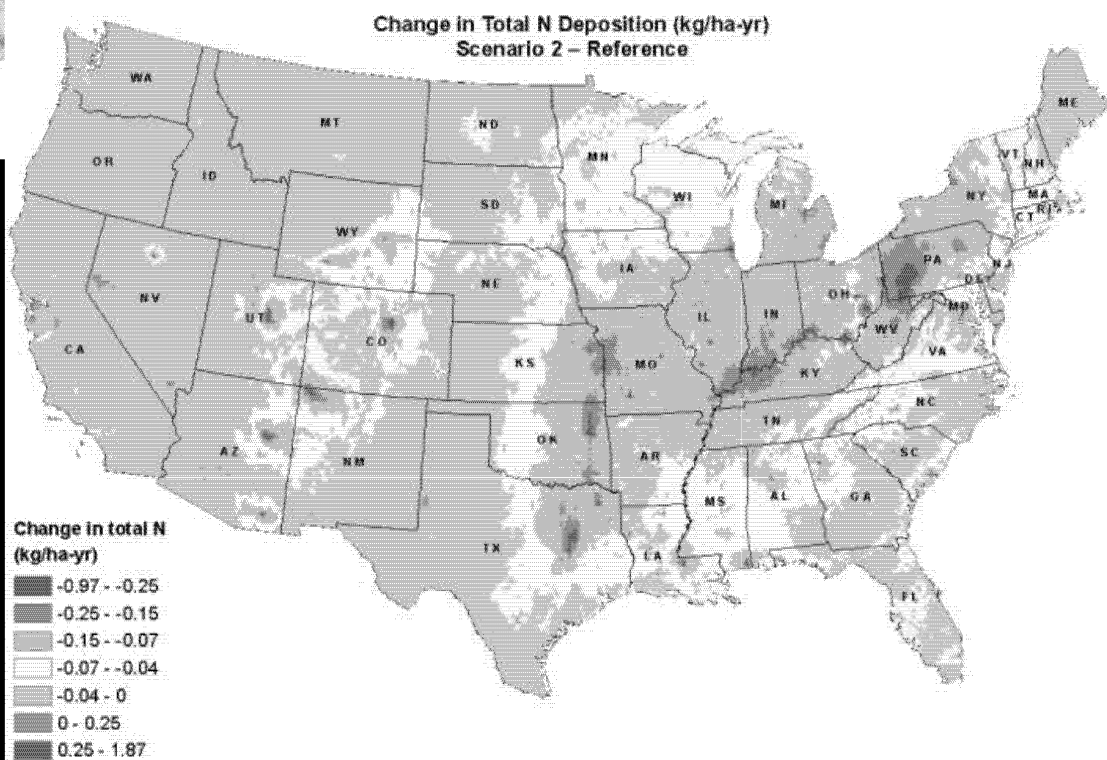 Change in Total N Deposition (kg/ha-yr)
Scenario 2 – Reference
WA
MT
ND
MN
ME
OR
ID
SD
WI
MI
VT
NH
NY
MA
CT
RI
WY
NE
IA
PA
NJ
NV
UT
CO
IL
IN
OH
DE
MD
WV
VA
CA
KS
MO
KY
NC
AZ
NM
OK
AR
TN
SC
TX
LA
MS
AL
GA
FL
Change in total N
(kg/ha-yr)
-0.97 - -0.25
-0.25 - -0.15
-0.15 - -0.07
-0.07 - -0.04
-0.04 - 0
0 - 0.25
0.25 - 1.87